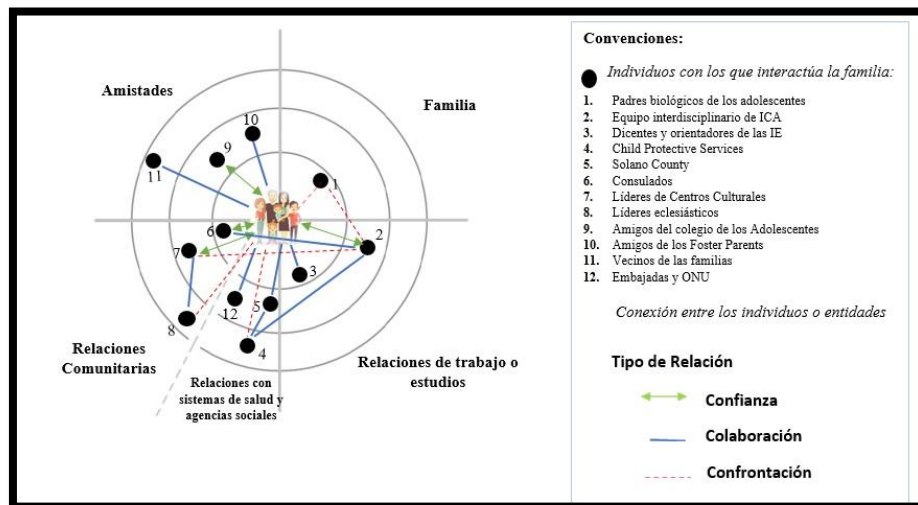 Amistades
Familia
10
9
11
1
6
2
7
3
5
12
8
4
Relaciones
Comunitarias
Relaciones con
sistemas de salud y
agencias sociales
Relaciones de trabajo o
estudios
Convenciones:
Individuos con los que interactúa la familia:
1. Padres biológicos de los adolescentes
2. Equipo interdisciplinario de ICA
3. Dicentes y orientadores de las IE
4. Child Protective Services
5. Solano County
6. Consulados
7. Líderes de Centros Culturales
8. Líderes eclesiásticos
9. Amigos del colegio de los Adolescentes
10. Amigos de los Foster Parents
11. Vecinos de las familias
12. Embajadas y ONU
Conexión entre los individuos o entidades
Tipo de Relación
Confianza
Colaboración
Confrontación